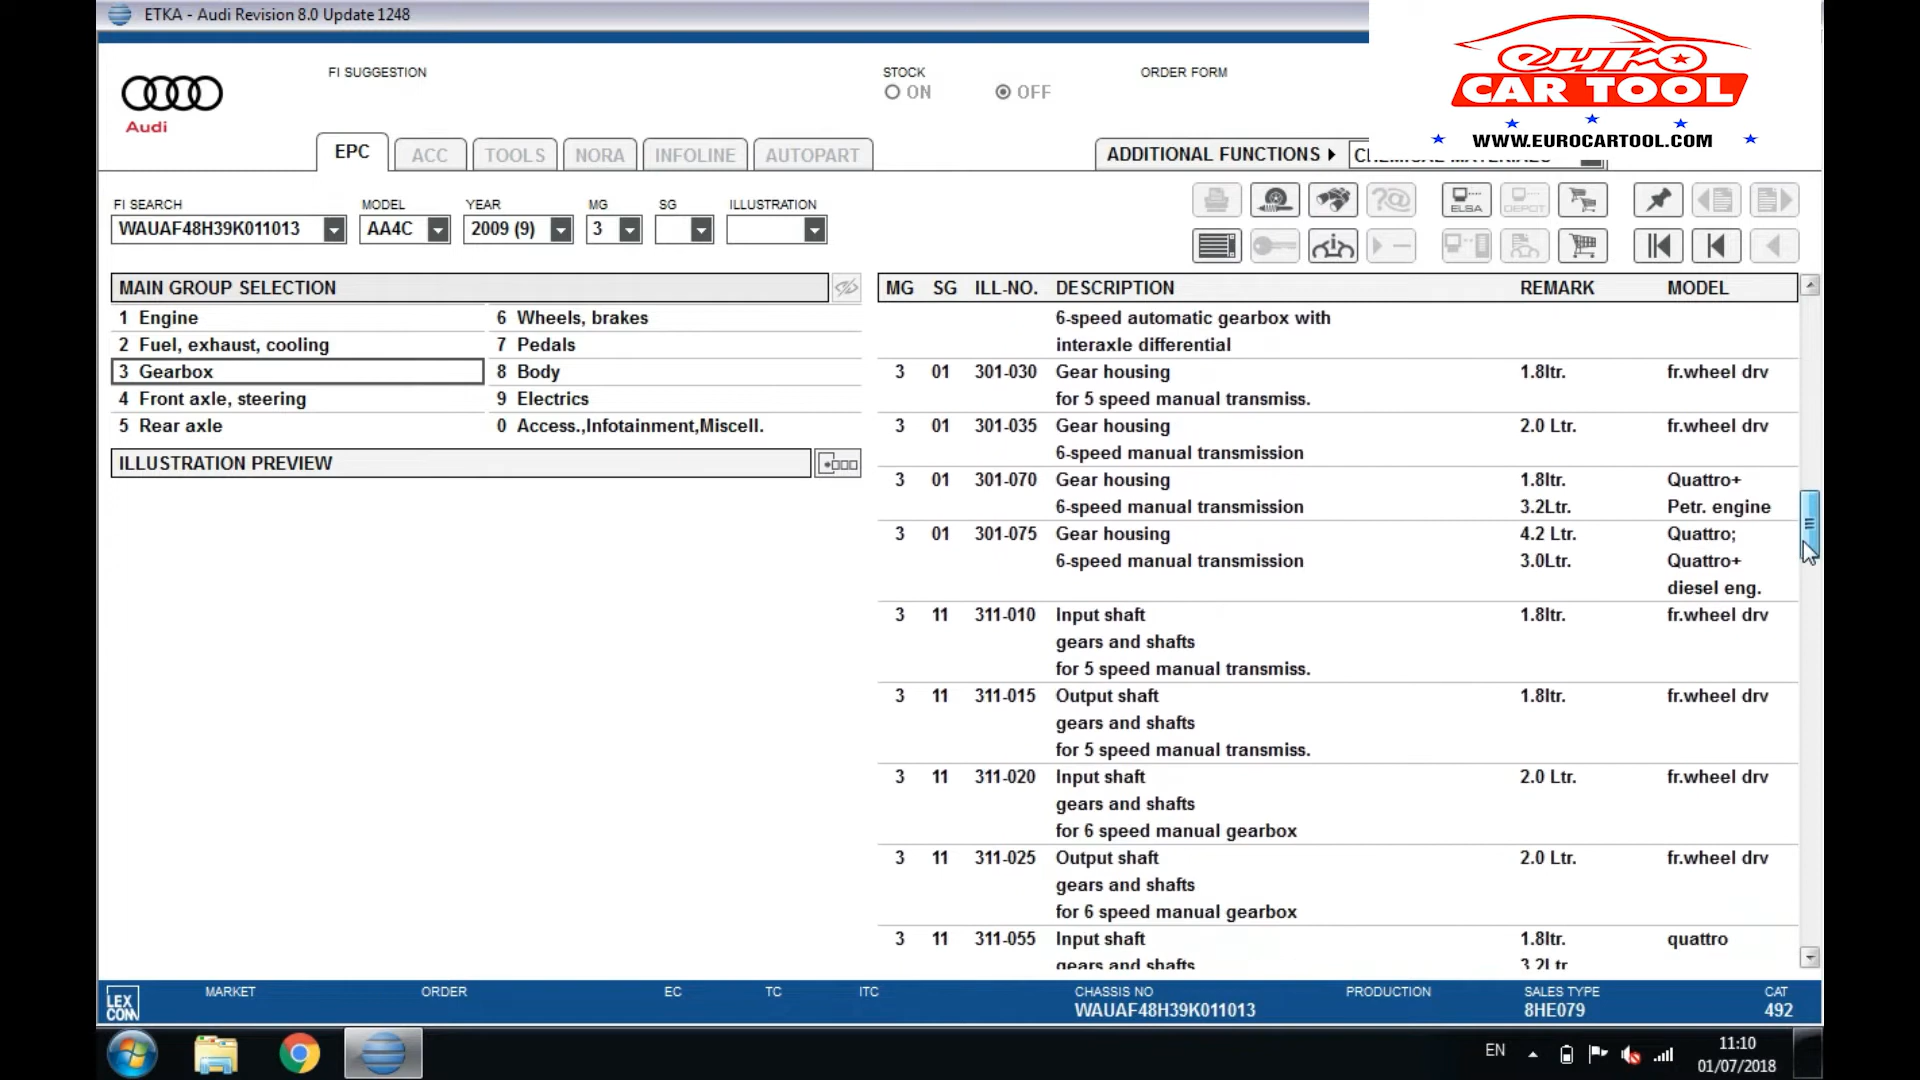 ETKA - Audi Revision 8.0 Update 1248
euro
CAR TOOL
WWW.EUROCARTOOL.COM
Audi
FI SUGGESTION
STOCK
ON
OFF
ORDER FORM
EPC
ACC
TOOLS
NORA
INFOLINE
AUTOPART
ADDITIONAL FUNCTIONS
CHEMICAL MATERIALS
FI SEARCH
MODEL
YEAR
MG
SG
ILLUSTRATION
WAUAF48H39K011013
AA4C
2009 (9)
3
ELSA
DEPOT
MAIN GROUP SELECTION
1 Engine
2 Fuel, exhaust, cooling
3 Gearbox
4 Front axle, steering
5 Rear axle
6 Wheels, brakes
7 Pedals
8 Body
9 Electrics
0 Access.,Infotainment,Miscell.
ILLUSTRATION PREVIEW
MG SG ILL-NO. DESCRIPTION REMARK MODEL
6-speed automatic gearbox with
interaxle differential
3 01 301-030 Gear housing 1.8ltr. fr.wheel drv
for 5 speed manual transmiss.
3 01 301-035 Gear housing 2.0 Ltr. fr.wheel drv
6-speed manual transmission
3 01 301-070 Gear housing 1.8ltr. Quattro+
6-speed manual transmission 3.2Ltr. Petr. engine
3 01 301-075 Gear housing 4.2 Ltr. Quattro;
6-speed manual transmission 3.0Ltr. Quattro+
diesel eng.
3 11 311-010 Input shaft 1.8ltr. fr.wheel drv
gears and shafts
for 5 speed manual transmiss.
3 11 311-015 Output shaft 1.8ltr. fr.wheel drv
gears and shafts
for 5 speed manual transmiss.
3 11 311-020 Input shaft 2.0 Ltr. fr.wheel drv
gears and shafts
for 6 speed manual gearbox
3 11 311-025 Output shaft 2.0 Ltr. fr.wheel drv
gears and shafts
for 6 speed manual gearbox
3 11 311-055 Input shaft 1.8ltr. quattro
gears and shafts 3.2Ltr.
LEX
COM
MARKET
ORDER
EC
TC
ITC
CHASSIS NO
WAUAF48H39K011013
PRODUCTION
SALES TYPE
8HE079
CAT
492
EN
11:10
01/07/2018